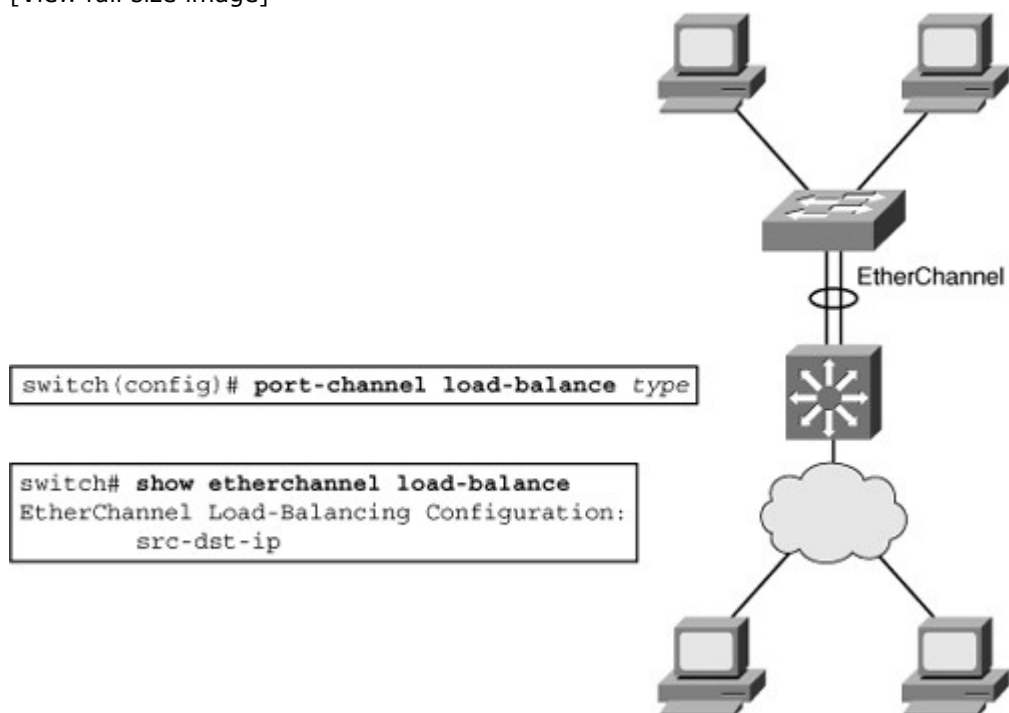 [View full size image]
EtherChannel
switch(config)# port-channel load-balance type
switch# show etherchannel load-balance
EtherChannel Load-Balancing Configuration:
src-dst-ip